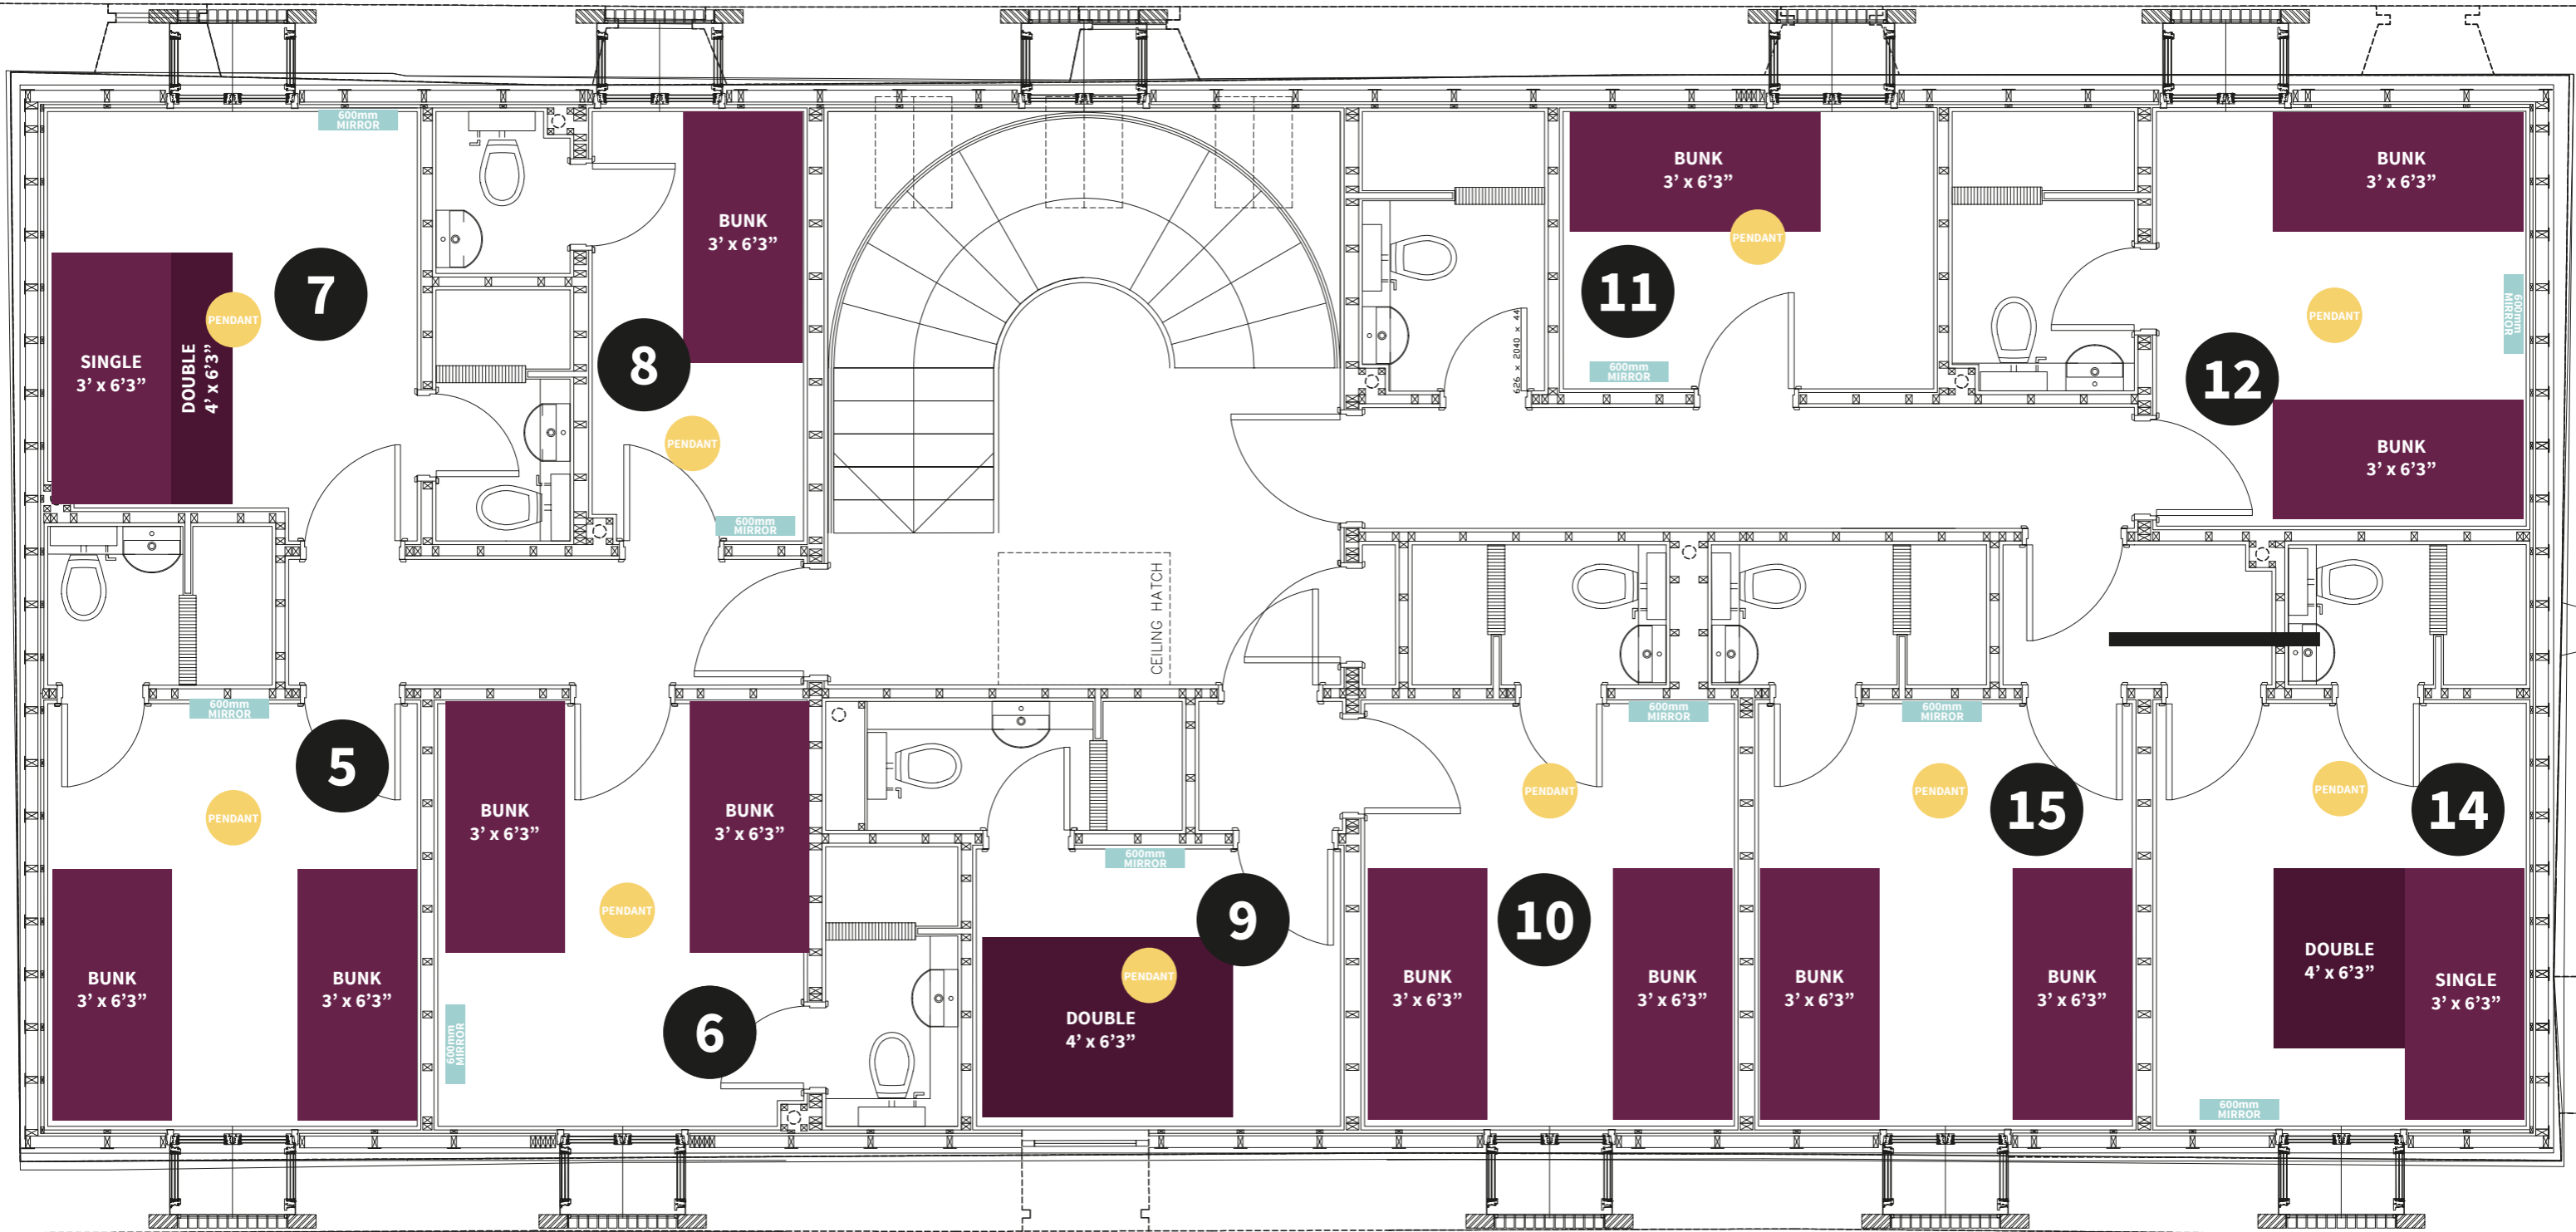 600mm
MIRROR
7
SINGLE
3’ x 6’3”
DOUBLE
4’ x 6’3”
PENDANT
BUNK
3’ x 6’3”
8
PENDANT
600mm
MIRROR
BUNK
3’ x 6’3”
PENDANT
11
600mm
MIRROR
626 x 2040 x 44
BUNK
3’ x 6’3”
600mm
MIRROR
PENDANT
12
BUNK
3’ x 6’3”
CEILING HATCH
600mm
MIRROR
5
PENDANT
BUNK
3’ x 6’3”
BUNK
3’ x 6’3”
BUNK
3’ x 6’3”
BUNK
3’ x 6’3”
PENDANT
600mm
MIRROR
6
600mm
MIRROR
9
PENDANT
DOUBLE
4’ x 6’3”
600mm
MIRROR
PENDANT
10
BUNK
3’ x 6’3”
BUNK
3’ x 6’3”
600mm
MIRROR
PENDANT
15
BUNK
3’ x 6’3”
BUNK
3’ x 6’3”
PENDANT
14
DOUBLE
4’ x 6’3”
SINGLE
3’ x 6’3”
600mm
MIRROR